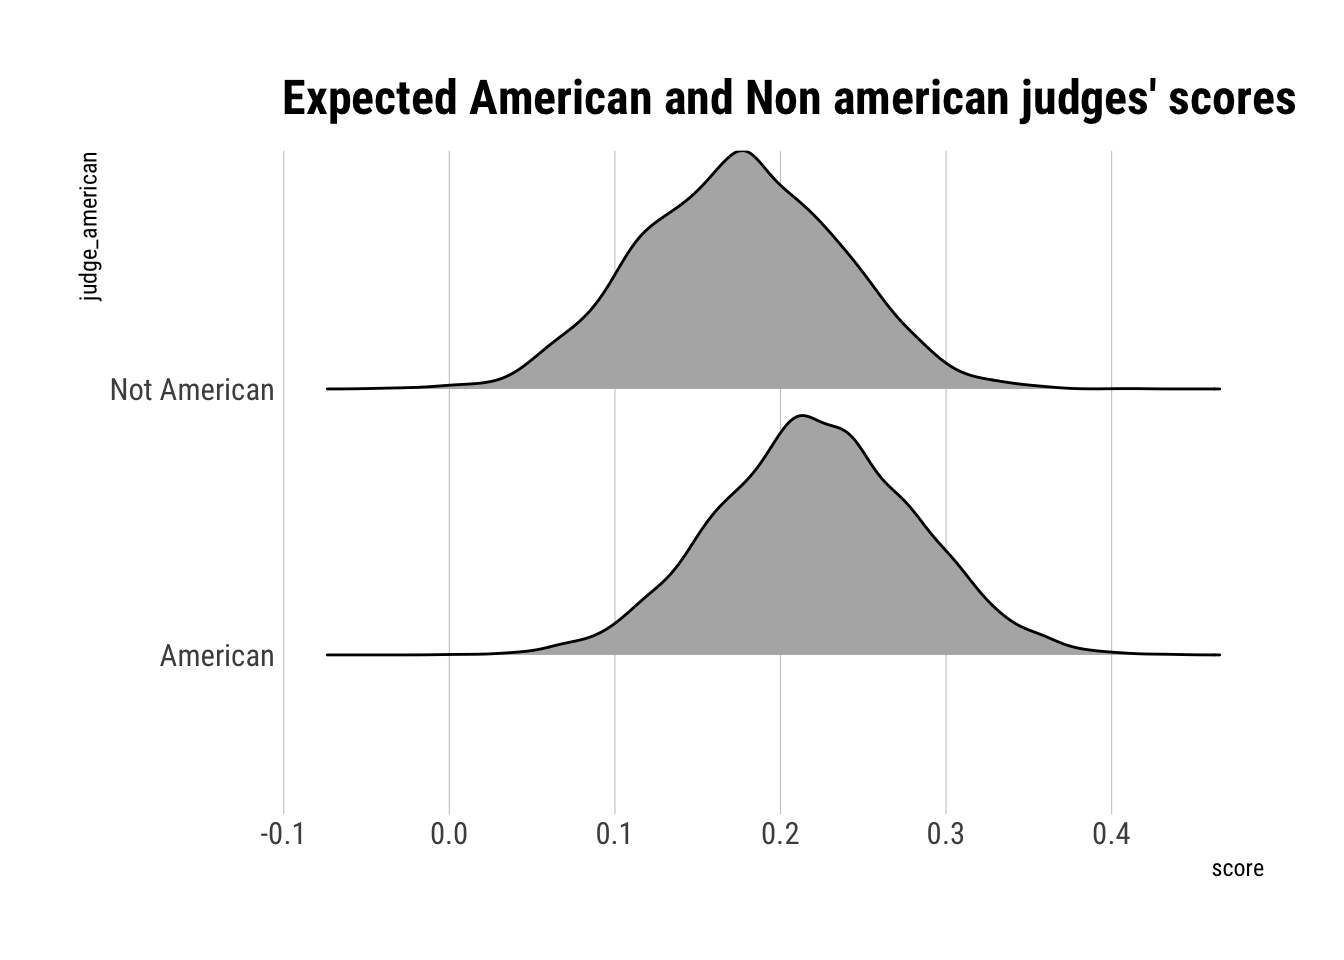 Expected American and Non american judges' scores
judge_american
Not American
American
-0.1 0.0 0.1 0.2 0.3 0.4
score